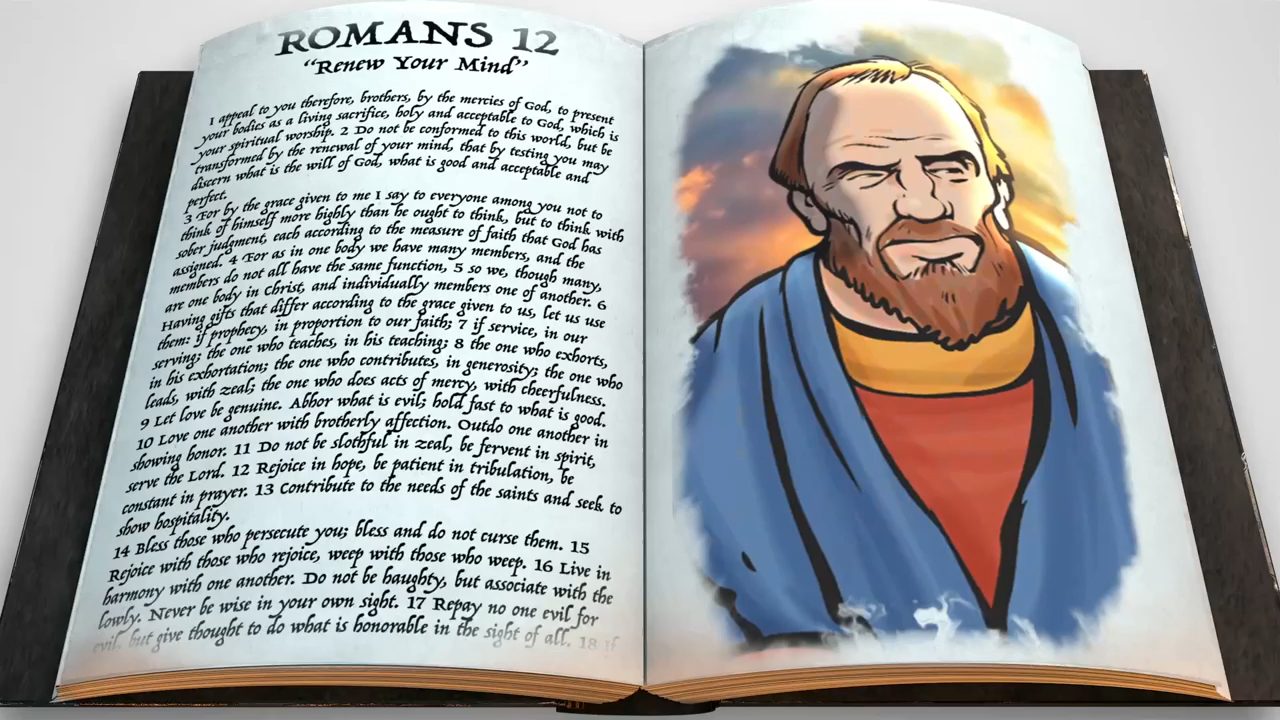 ROMANS 12
“Renew Your Mind”
I appeal to you therefore, brothers, by the mercies of God, to present
your bodies as a living sacrifice, holy and acceptable to God, which is
your spiritual worship. 2 Do not be conformed to this world, but be
transformed by the renewal of your mind, that by testing you may
discern what is the will of God, what is good and acceptable and
perfect.
3 For by the grace given to me I say to everyone among you not to
think of himself more highly than he ought to think, but to think with
sober judgment, each according to the measure of faith that God has
assigned. 4 For as in one body we have many members, and the
members do not all have the same function, 5 so we, though many,
are one body in Christ, and individually members one of another. 6
Having gifts that differ according to the grace given to us, let us use
them: if prophecy, in proportion to our faith; 7 if service, in our
serving; the one who teaches, in his teaching; 8 the one who exhorts,
in his exhortation; the one who contributes, in generosity; the one who
leads, with zeal; the one who does acts of mercy, with cheerfulness.
9 Let love be genuine. Abhor what is evil; hold fast to what is good.
10 Love one another with brotherly affection. Outdo one another in
showing honor. 11 Do not be slothful in zeal, be fervent in spirit,
serve the Lord. 12 Rejoice in hope, be patient in tribulation, be
constant in prayer. 13 Contribute to the needs of the saints and seek to
show hospitality.
14 Bless those who persecute you; bless and do not curse them. 15
Rejoice with those who rejoice, weep with those who weep. 16 Live in
harmony with one another. Do not be haughty, but associate with the
lowly. Never be wise in your own sight. 17 Repay no one evil for
evil, but give thought to do what is honorable in the sight of all. 18 if